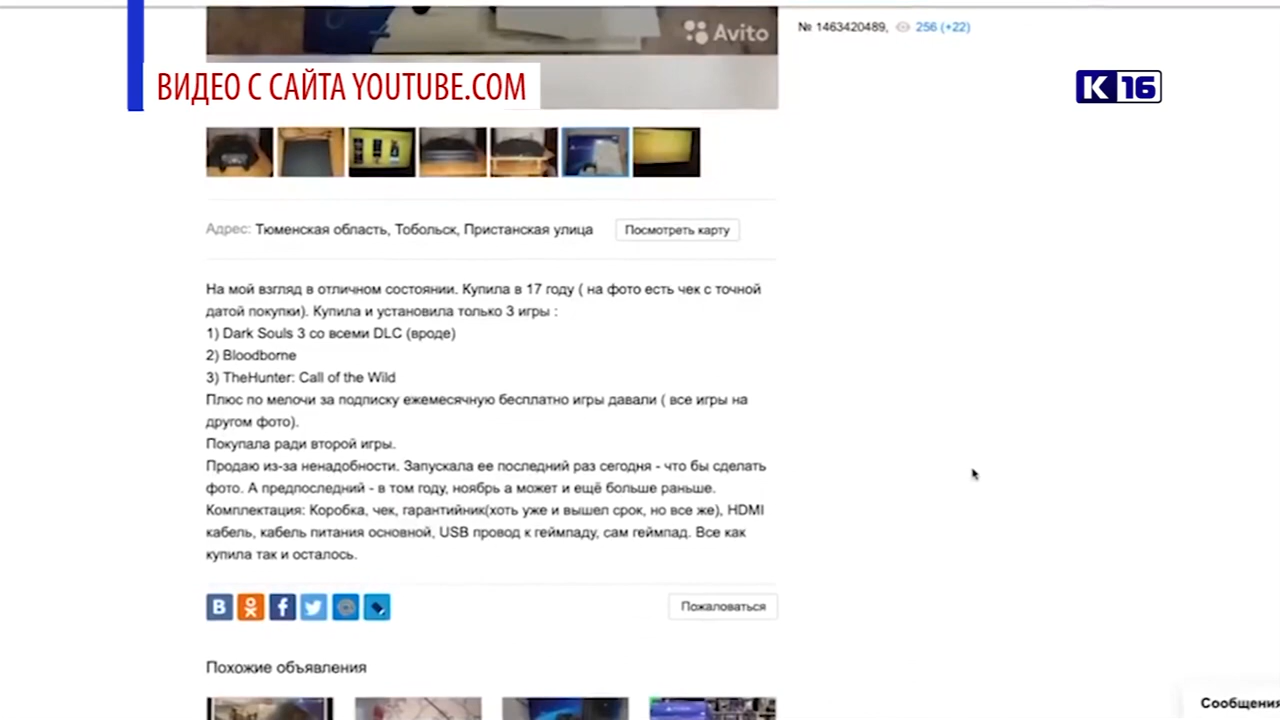 Avito
№ 1463420489, 256 (+22)
ВИДЕО С САЙТА YOUTUBE.COM
К 16
Адрес: Тюменская область, Тобольск, Пристанская улица Посмотреть карту
На мой взгляд в отличном состоянии. Купила в 17 году ( на фото есть чек с точной
датой покупки). Купила и установила только 3 игры :
1) Dark Souls 3 со всеми DLC (вроде)
2) Bloodborne
3) TheHunter: Call of the Wild
Плюс по мелочи за подписку ежемесячную бесплатно игры давали ( все игры на
другом фото).
Покупала ради второй игры.
Продаю из-за ненадобности. Запускала ее последний раз сегодня - что бы сделать
фото. А предпоследний - в том году, ноябрь а может и ещё больше раньше.
Комплектация: Коробка, чек, гарантийник(хоть уже и вышел срок, но все же), HDMI
кабель, кабель питания основной, USB провод к геймпаду, сам геймпад. Все как
купила так и осталось.
Пожаловаться
Похожие объявления
Сообщения